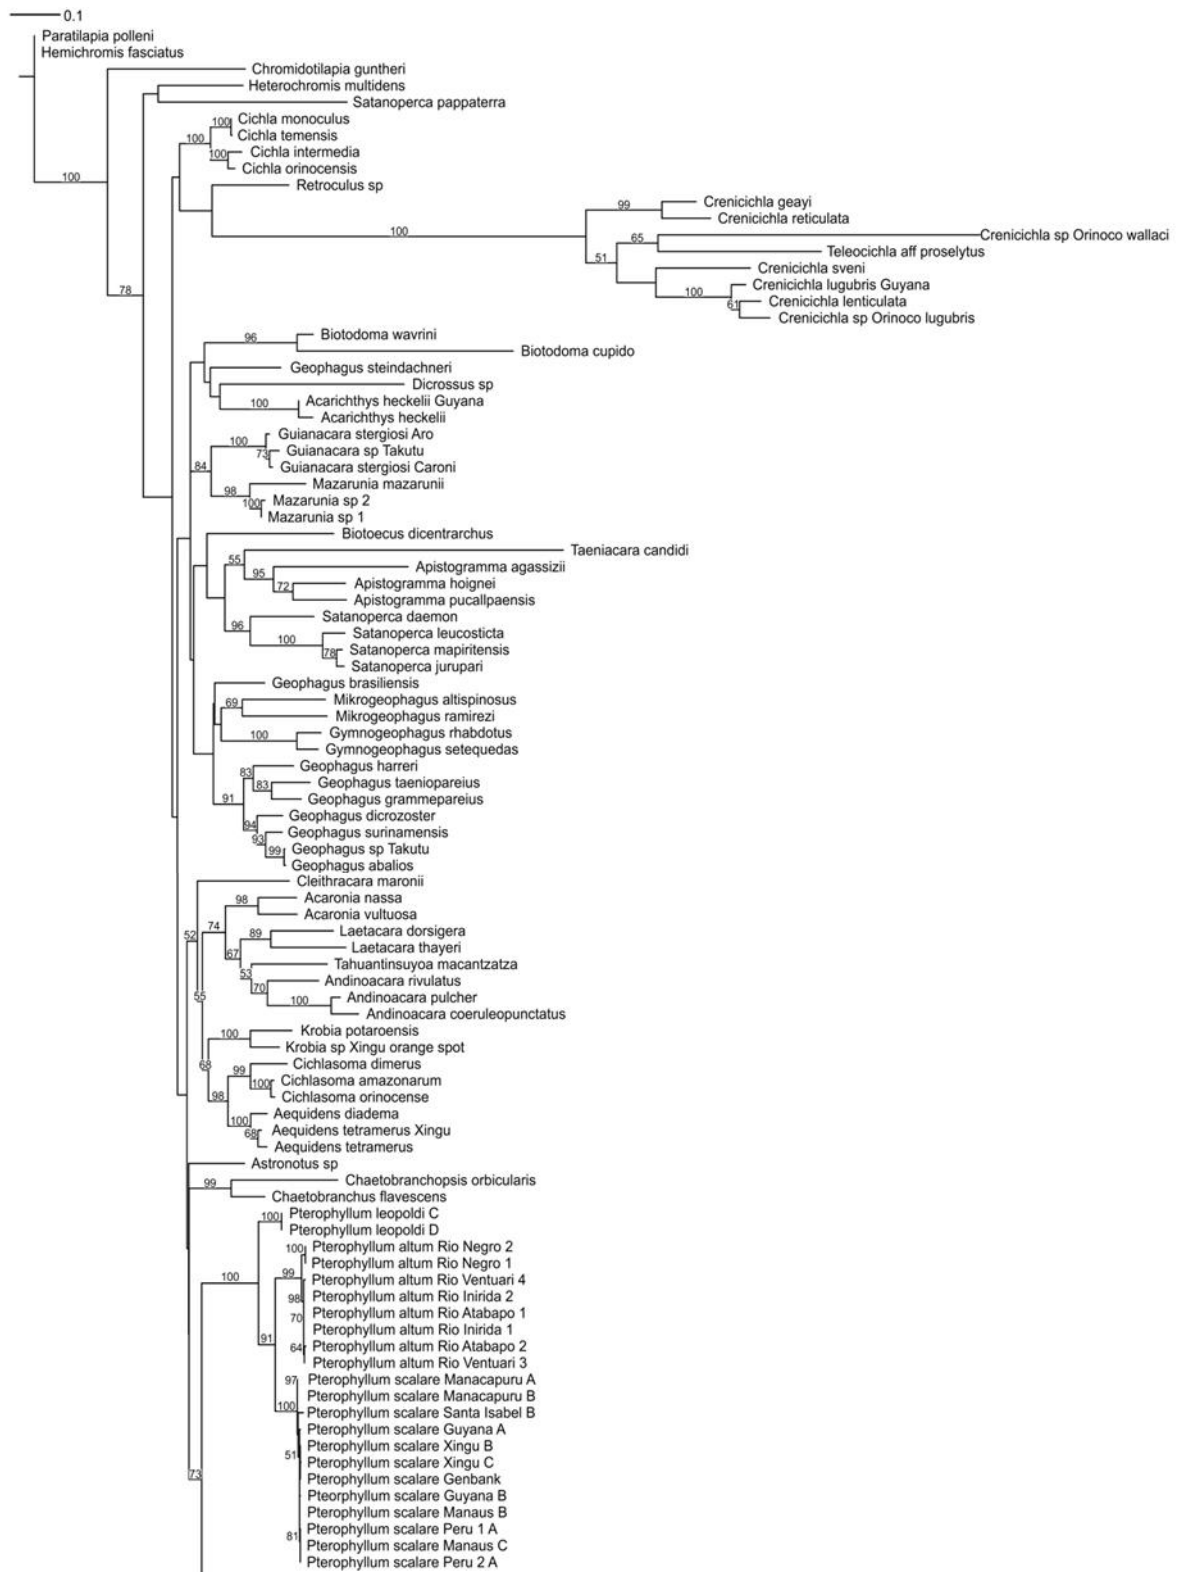 0.1
Paratilapia polleni
Hemichromis fasciatus
Chromidotilapia guntheri
Heterochromis multidens
Satanoperca pappaterra
100 Cichla monoculus
100 Cichla temensis
100 Cichla intermedia
Cichla orinocensis
100
Retroculus sp
99 Crenicichla geayi
Crenicichla reticulata
100
65 Crenicichla sp Orinoco wallaci
Teleocichla aff proselytus
51
Crenicichla sveni
Crenicichla lugubris Guyana
100
78
61 Crenicichla lenticulata
Crenicichla sp Orinoco lugubris
96 Biotodoma wavrini
Biotodoma cupido
Geophagus steindachneri
Dicrossus sp
100 Acarichthys heckelii Guyana
Acarichthys heckelii
Guianacara stergiosi Aro
100
73 Guianacara sp Takutu
84 Guianacara stergiosi Caroni
Mazarunia mazarunii
98
100 Mazarunia sp 2
Mazarunia sp 1
Biotoecus dicentrarchus
Taeniacara candidi
55
95 Apistogramma agassizii
72 Apistogramma hoignei
Apistogramma pucallpaensis
Satanoperca daemon
96
100 Satanoperca leucosticta
78 Satanoperca mapiritensis
Satanoperca jurupari
Geophagus brasiliensis
69 Mikrogeophagus altispinosus
Mikrogeophagus ramirezi
100 Gymnogeophagus rhabdotus
Gymnogeophagus setequedas
Geophagus harreri
83
83 Geophagus taeniopareius
91 Geophagus grammepareius
Geophagus dicrozoster
94
93 Geophagus surinamensis
99 Geophagus sp Takutu
Geophagus abalios
Cleithracara maronii
98 Acaronia nassa
Acaronia vultuosa
74
52 89 Laetacara dorsigera
67 Laetacara thayeri
Tahuantinsuyoa macantzatza
53
70 Andinoacara rivulatus
55 100 Andinoacara pulcher
Andinoacara coeruleopunctatus
100 Krobia potaroensis
Krobia sp Xingu orange spot
68 99 Cichlasoma dimerus
100 Cichlasoma amazonarum
98 Cichlasoma orinocense
100 Aequidens diadema
68 Aequidens tetramerus Xingu
Aequidens tetramerus
Astronotus sp
99 Chaetobranchopsis orbicularis
Chaetobranchus flavescens
100 Pterophyllum leopoldi C
Pterophyllum leopoldi D
100 Pterophyllum altum Rio Negro 2
Pterophyllum altum Rio Negro 1
100 99 Pterophyllum altum Rio Ventuari 4
98 Pterophyllum altum Rio Inirida 2
70 Pterophyllum altum Rio Atabapo 1
Pterophyllum altum Rio Inirida 1
91 64 Pterophyllum altum Rio Atabapo 2
Pterophyllum altum Rio Ventuari 3
97 Pterophyllum scalare Manacapuru A
Pterophyllum scalare Manacapuru B
100 Pterophyllum scalare Santa Isabel B
Pterophyllum scalare Guyana A
Pterophyllum scalare Xingu B
51 Pterophyllum scalare Xingu C
73 Pterophyllum scalare Genbank
Pteorphyllum scalare Guyana B
Pterophyllum scalare Manaus B
81 Pterophyllum scalare Peru 1 A
Pterophyllum scalare Manaus C
Pterophyllum scalare Peru 2 A